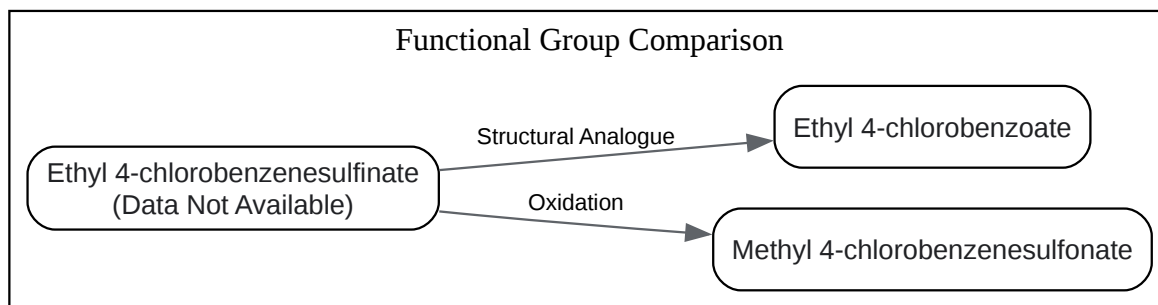 Functional Group Comparison
Structural Analogue
Ethyl 4-chlorobenzoate
Ethyl 4-chlorobenzenesulfinate
(Data Not Available)
Oxidation
Methyl 4-chlorobenzenesulfonate